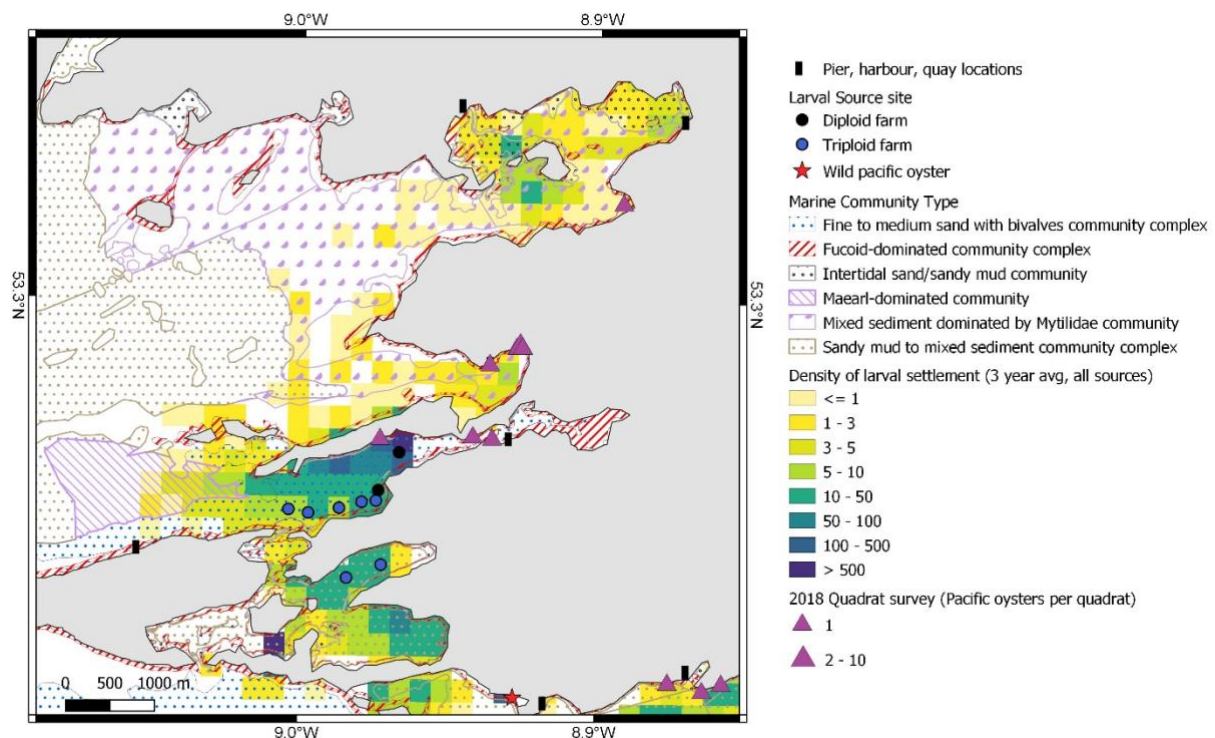 9.0°W 8.9°W
53.3°N 53.3°N
0 500 1000 m
9.0°W 8.9°W
Pier, harbour, quay locations
Larval Source site
Diploid farm
Triploid farm
Wild pacific oyster
Marine Community Type
Fine to medium sand with bivalves community complex
Fucoid-dominated community complex
Intertidal sand/sandy mud community
Maearl-dominated community
Mixed sediment dominated by Mytilidae community
Sandy mud to mixed sediment community complex
Density of larval settlement (3 year avg, all sources)
<= 1
1 - 3
3 - 5
5 - 10
10 - 50
50 - 100
100 - 500
> 500
2018 Quadrat survey (Pacific oysters per quadrat)
1
2 - 10